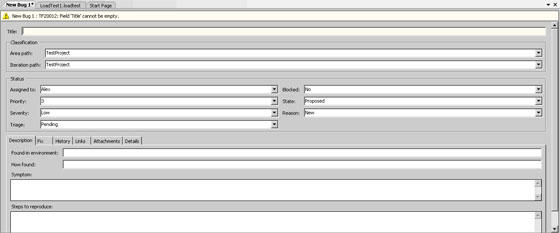 New Bug 1* LoadTest1.loadtest Start Page
New Bug 1 : TF20012: Field 'Title' cannot be empty.
Title:
Classification
Area path: TestProject
Iteration path: TestProject
Status
Assigned to: Alex Blocked: No
Priority: 3 State: Proposed
Severity: Low Reason: New
Triage: Pending
Description Fix History Links Attachments Details
Found in environment:
How found:
Symptom:
Steps to reproduce: